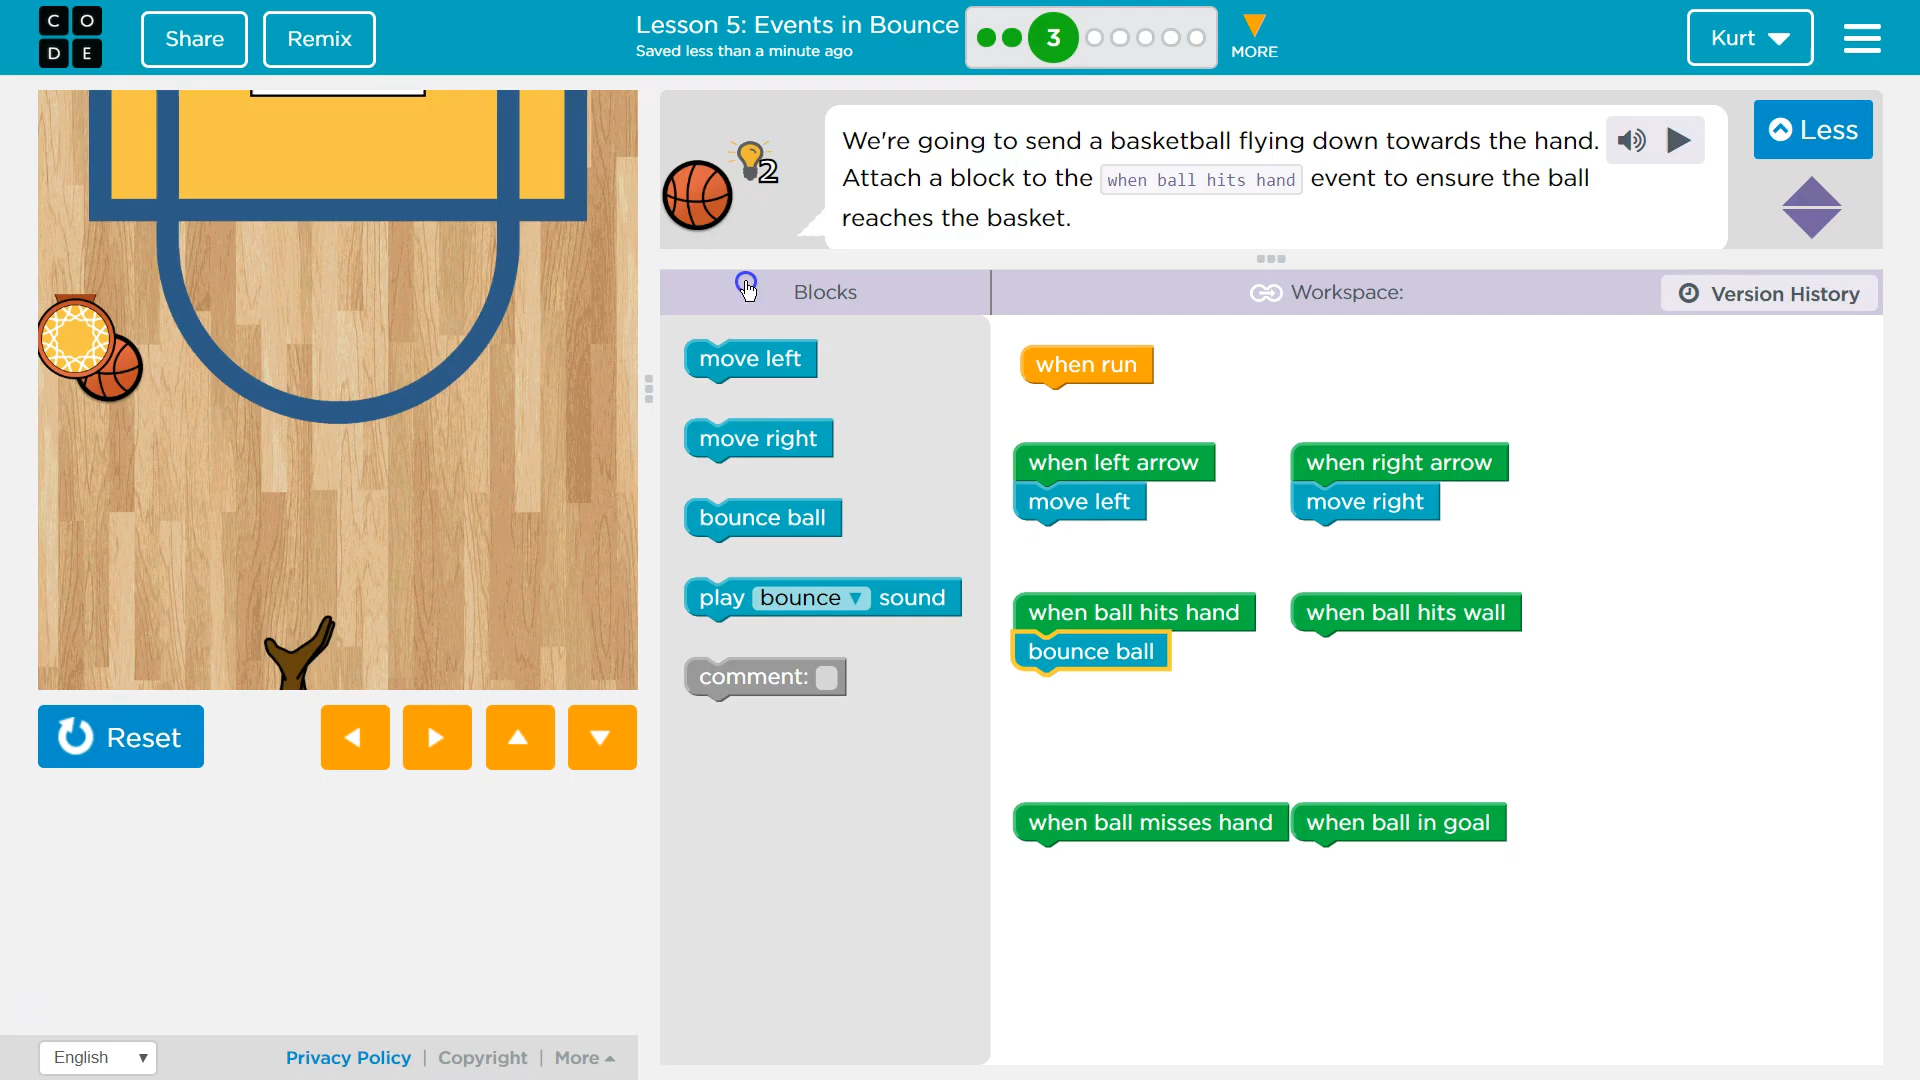 C O
D E
Share
Remix
Lesson 5: Events in Bounce
Saved less than a minute ago
3
MORE
Kurt
2
We're going to send a basketball flying down towards the hand.
Attach a block to the when ball hits hand event to ensure the ball
reaches the basket.
Less
Blocks
Workspace:
Version History
move left
move right
bounce ball
play bounce sound
comment:
when run
when left arrow
move left
when right arrow
move right
when ball hits hand
bounce ball
when ball hits wall
when ball misses hand
when ball in goal
Reset
English
Privacy Policy | Copyright | More